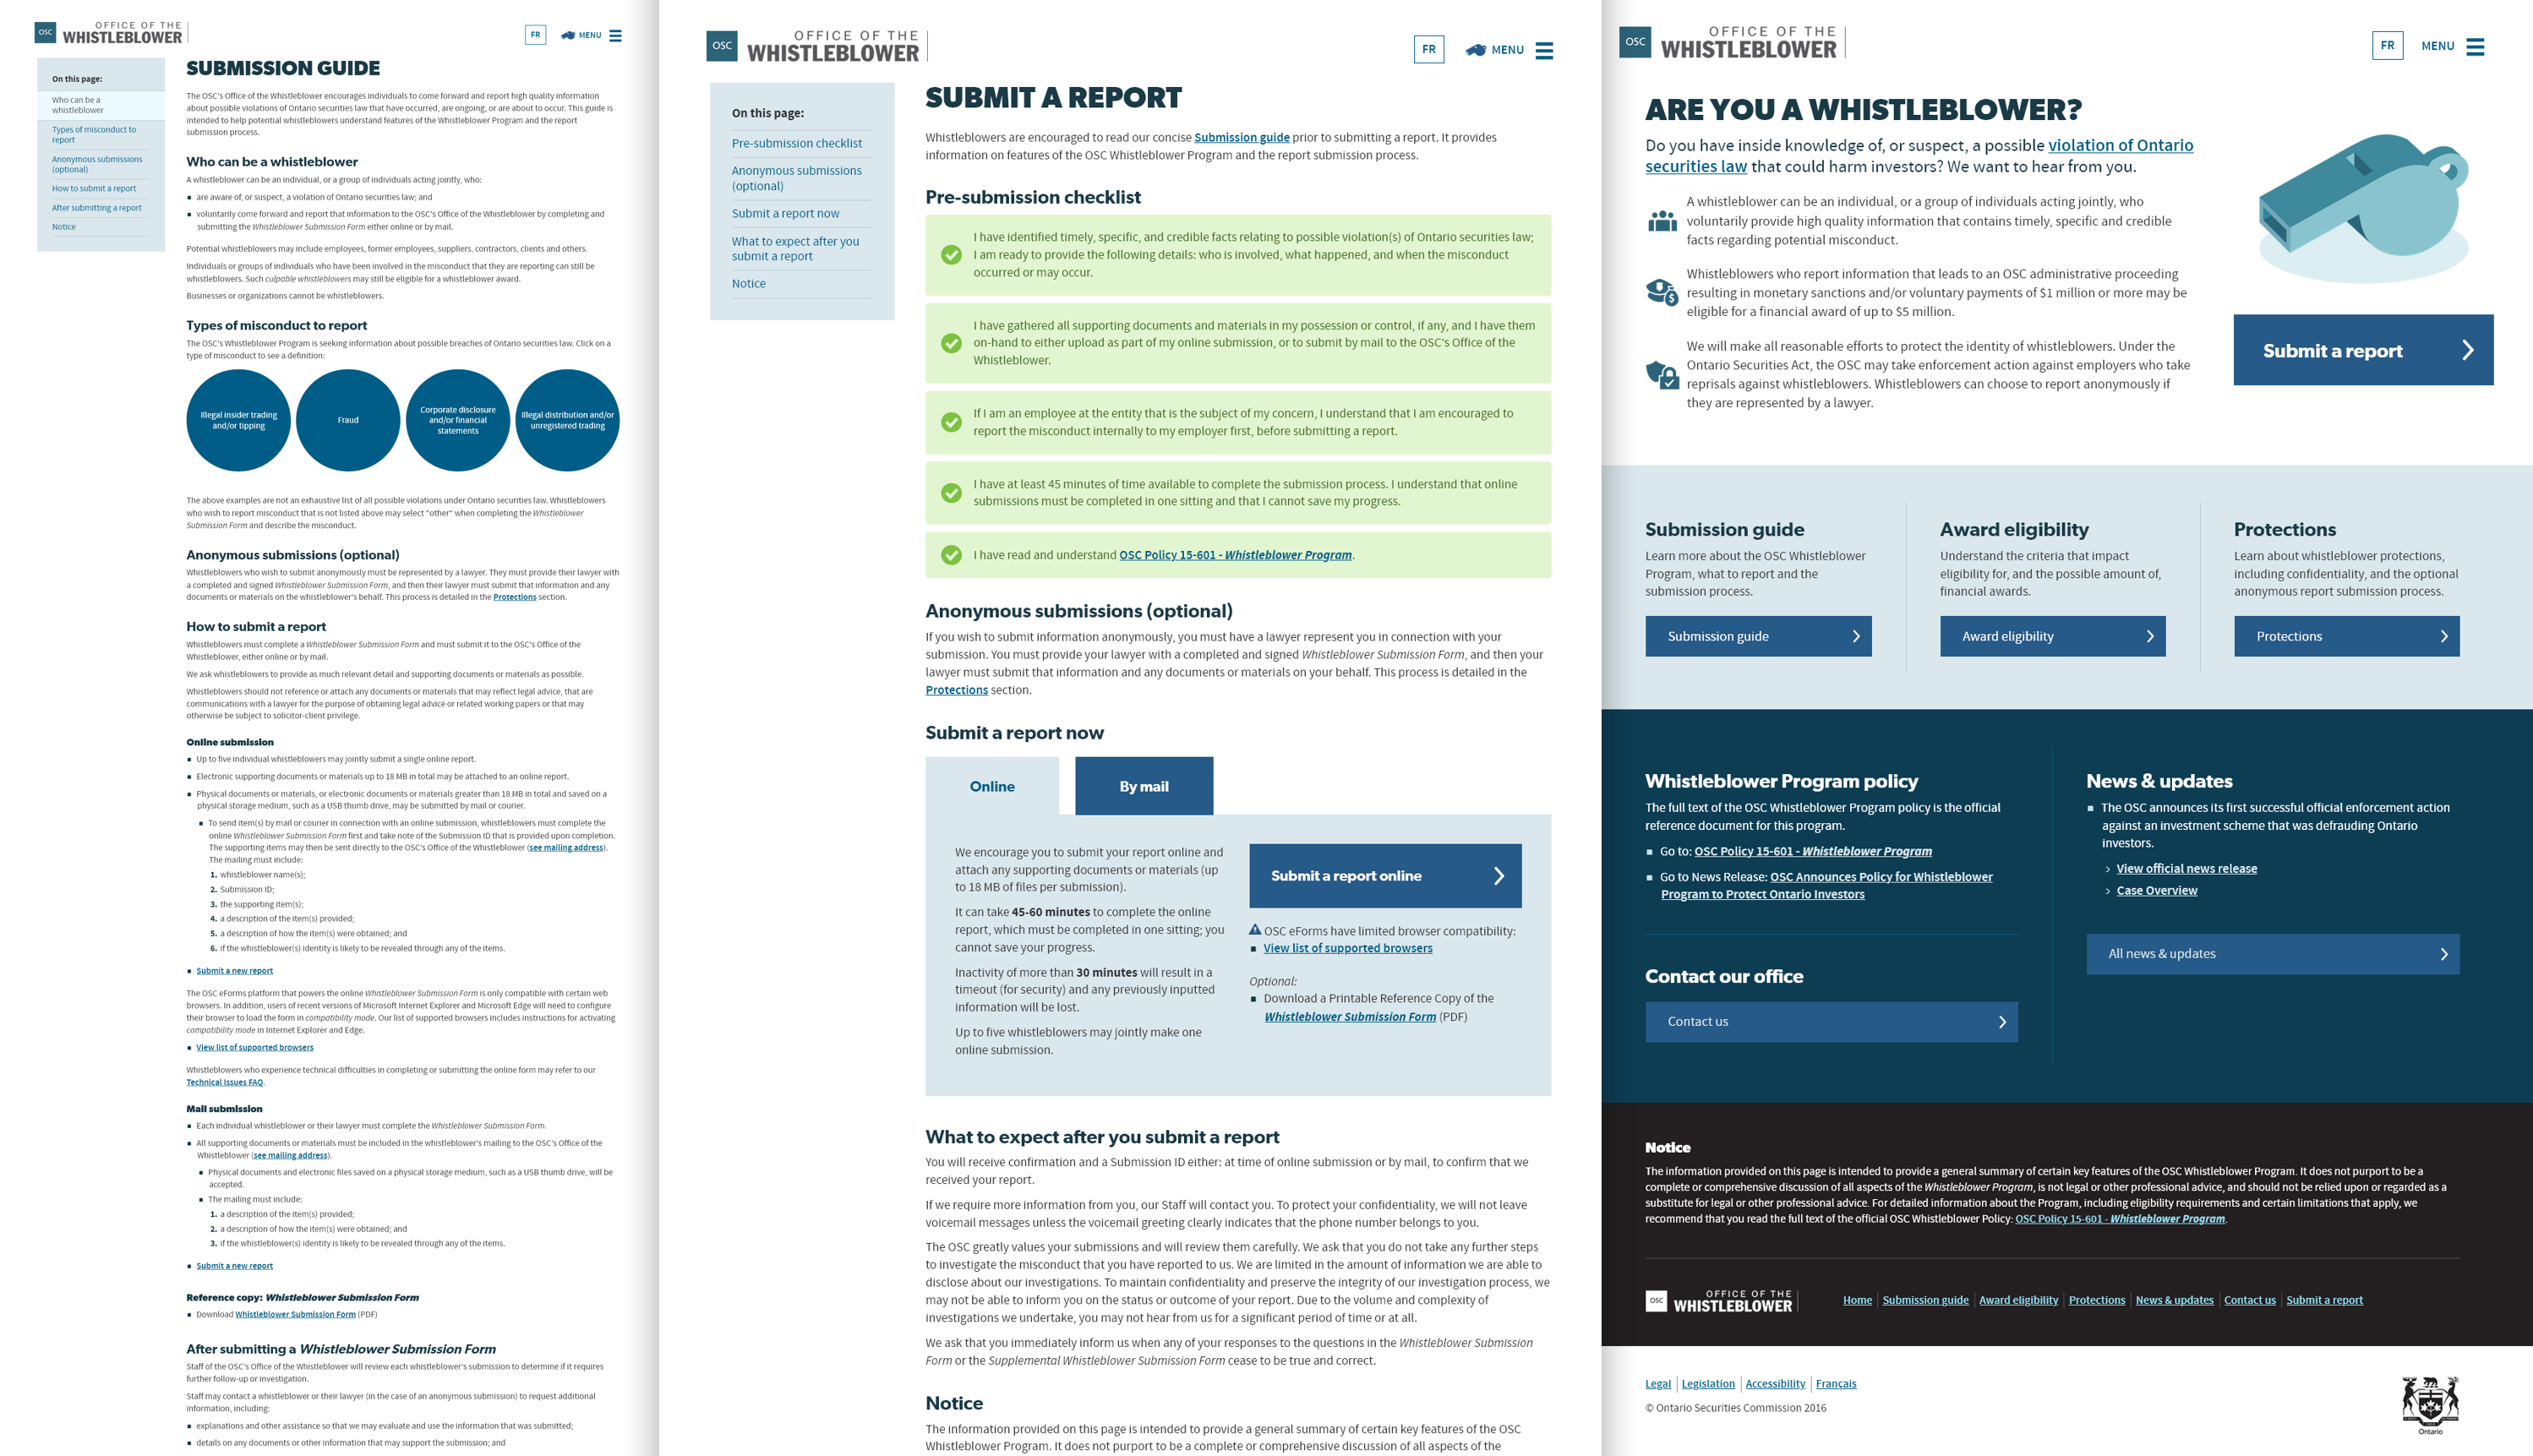 OSC
OFFICE OF THE
WHISTLEBLOWER
FR
MENU
On this page:
Who can be a
whistleblower
Types of misconduct to
report
Anonymous submissions
(optional)
How to submit a report
After submitting a report
Notice
SUBMISSION GUIDE
The OSC's Office of the Whistleblower encourages individuals to come forward and report high quality information
about possible violations of Ontario securities law that have occurred, are ongoing, or are about to occur. This guide is
intended to help potential whistleblowers understand features of the Whistleblower Program and the report
submission process.
Who can be a whistleblower
A whistleblower can be an individual, or a group of individuals acting jointly, who:
are aware of, or suspect, a violation of Ontario securities law; and
voluntarily come forward and report that information to the OSC's Office of the Whistleblower by completing and
submitting the Whistleblower Submission Form either online or by mail.
Potential whistleblowers may include employees, former employees, suppliers, contractors, clients and others.
Individuals or groups of individuals who have been involved in the misconduct that they are reporting can still be
whistleblowers. Such culpable whistleblowers may still be eligible for a whistleblower award.
Businesses or organizations cannot be whistleblowers.
Types of misconduct to report
The OSC's Whistleblower Program is seeking information about possible breaches of Ontario securities law. Click on a
type of misconduct to see a definition:
Illegal insider trading
and/or tipping
Fraud
Corporate disclosure
and/or financial
statements
Illegal distribution and/or
unregistered trading
The above examples are not an exhaustive list of all possible violations under Ontario securities law. Whistleblowers
who wish to report misconduct that is not listed above may select "other" when completing the Whistleblower
Submission Form and describe the misconduct.
Anonymous submissions (optional)
Whistleblowers who wish to submit anonymously must be represented by a lawyer. They must provide their lawyer with
a completed and signed Whistleblower Submission Form, and then their lawyer must submit that information and any
documents or materials on the whistleblower's behalf. This process is detailed in the Protections section.
How to submit a report
Whistleblowers must complete a Whistleblower Submission Form and must submit it to the OSC's Office of the
Whistleblower, either online or by mail.
We ask whistleblowers to provide as much relevant detail and supporting documents or materials as possible.
Whistleblowers should not reference or attach any documents or materials that may reflect legal advice, that are
communications with a lawyer for the purpose of obtaining legal advice or related working papers or that may
otherwise be subject to solicitor-client privilege.
Online submission
Up to five individual whistleblowers may jointly submit a single online report.
Electronic supporting documents or materials up to 18 MB in total may be attached to an online report.
Physical documents or materials, or electronic documents or materials greater than 18 MB in total and saved on a
physical storage medium, such as a USB thumb drive, may be submitted by mail or courier.
To send item(s) by mail or courier in connection with an online submission, whistleblowers must complete the
online Whistleblower Submission Form first and take note of the Submission ID that is provided upon completion.
The supporting items may then be sent directly to the OSC's Office of the Whistleblower (see mailing address).
The mailing must include:
1. whistleblower name(s);
2. Submission ID;
3. the supporting item(s);
4. a description of the item(s) provided;
5. a description of how the item(s) were obtained; and
6. if the whistleblower(s) identity is likely to be revealed through any of the items.
Submit a new report
The OSC eForms platform that powers the online Whistleblower Submission Form is only compatible with certain web
browsers. In addition, users of recent versions of Microsoft Internet Explorer and Microsoft Edge will need to configure
their browser to load the form in compatibility mode. Our list of supported browsers includes instructions for activating
compatibility mode in Internet Explorer and Edge.
View list of supported browsers
Whistleblowers who experience technical difficulties in completing or submitting the online form may refer to our
Technical Issues FAQ.
Mail submission
Each individual whistleblower or their lawyer must complete the Whistleblower Submission Form.
All supporting documents or materials must be included in the whistleblower's mailing to the OSC's Office of the
Whistleblower (see mailing address).
Physical documents and electronic files saved on a physical storage medium, such as a USB thumb drive, will be
accepted.
The mailing must include:
1. a description of the item(s) provided;
2. a description of how the item(s) were obtained; and
3. if the whistleblower(s) identity is likely to be revealed through any of the items.
Submit a new report
Reference copy: Whistleblower Submission Form
Download Whistleblower Submission Form (PDF)
After submitting a Whistleblower Submission Form
Staff of the OSC's Office of the Whistleblower will review each whistleblower's submission to determine if it requires
further follow-up or investigation.
Staff may contact a whistleblower or their lawyer (in the case of an anonymous submission) to request additional
information, including:
explanations and other assistance so that we may evaluate and use the information that was submitted;
details on any documents or other information that may support the submission; and
OSC
OFFICE OF THE
WHISTLEBLOWER
FR
MENU
On this page:
Pre-submission checklist
Anonymous submissions
(optional)
Submit a report now
What to expect after you
submit a report
Notice
SUBMIT A REPORT
Whistleblowers are encouraged to read our concise Submission guide prior to submitting a report. It provides
information on features of the OSC Whistleblower Program and the report submission process.
Pre-submission checklist
I have identified timely, specific, and credible facts relating to possible violation(s) of Ontario securities law;
I am ready to provide the following details: who is involved, what happened, and when the misconduct
occurred or may occur.
I have gathered all supporting documents and materials in my possession or control, if any, and I have them
on-hand to either upload as part of my online submission, or to submit by mail to the OSC's Office of the
Whistleblower.
If I am an employee at the entity that is the subject of my concern, I understand that I am encouraged to
report the misconduct internally to my employer first, before submitting a report.
I have at least 45 minutes of time available to complete the submission process. I understand that online
submissions must be completed in one sitting and that I cannot save my progress.
I have read and understand OSC Policy 15-601 - Whistleblower Program.
Anonymous submissions (optional)
If you wish to submit information anonymously, you must have a lawyer represent you in connection with your
submission. You must provide your lawyer with a completed and signed Whistleblower Submission Form, and then your
lawyer must submit that information and any documents or materials on your behalf. This process is detailed in the
Protections section.
Submit a report now
Online
By mail
We encourage you to submit your report online and
attach any supporting documents or materials (up
to 18 MB of files per submission).
It can take 45-60 minutes to complete the online
report, which must be completed in one sitting; you
cannot save your progress.
Inactivity of more than 30 minutes will result in a
timeout (for security) and any previously inputted
information will be lost.
Up to five whistleblowers may jointly make one
online submission.
Submit a report online
OSC eForms have limited browser compatibility:
View list of supported browsers
Optional:
Download a Printable Reference Copy of the
Whistleblower Submission Form (PDF)
What to expect after you submit a report
You will receive confirmation and a Submission ID either: at time of online submission or by mail, to confirm that we
received your report.
If we require more information from you, our Staff will contact you. To protect your confidentiality, we will not leave
voicemail messages unless the voicemail greeting clearly indicates that the phone number belongs to you.
The OSC greatly values your submissions and will review them carefully. We ask that you do not take any further steps
to investigate the misconduct that you have reported to us. We are limited in the amount of information we are able to
disclose about our investigations. To maintain confidentiality and preserve the integrity of our investigation process, we
may not be able to inform you on the status or outcome of your report. Due to the volume and complexity of
investigations we undertake, you may not hear from us for a significant period of time or at all.
We ask that you immediately inform us when any of your responses to the questions in the Whistleblower Submission
Form or the Supplemental Whistleblower Submission Form cease to be true and correct.
Notice
The information provided on this page is intended to provide a general summary of certain key features of the OSC
Whistleblower Program. It does not purport to be a complete or comprehensive discussion of all aspects of the
OSC
OFFICE OF THE
WHISTLEBLOWER
FR
MENU
ARE YOU A WHISTLEBLOWER?
Do you have inside knowledge of, or suspect, a possible violation of Ontario
securities law that could harm investors? We want to hear from you.
A whistleblower can be an individual, or a group of individuals acting jointly, who
voluntarily provide high quality information that contains timely, specific and credible
facts regarding potential misconduct.
Whistleblowers who report information that leads to an OSC administrative proceeding
resulting in monetary sanctions and/or voluntary payments of $1 million or more may be
eligible for a financial award of up to $5 million.
We will make all reasonable efforts to protect the identity of whistleblowers. Under the
Ontario Securities Act, the OSC may take enforcement action against employers who take
reprisals against whistleblowers. Whistleblowers can choose to report anonymously if
they are represented by a lawyer.
Submit a report
Submission guide
Learn more about the OSC Whistleblower
Program, what to report and the
submission process.
Submission guide
Award eligibility
Understand the criteria that impact
eligibility for, and the possible amount of,
financial awards.
Award eligibility
Protections
Learn about whistleblower protections,
including confidentiality, and the optional
anonymous report submission process.
Protections
Whistleblower Program policy
The full text of the OSC Whistleblower Program policy is the official
reference document for this program.
Go to: OSC Policy 15-601 - Whistleblower Program
Go to News Release: OSC Announces Policy for Whistleblower
Program to Protect Ontario Investors
Contact our office
Contact us
News & updates
The OSC announces its first successful official enforcement action
against an investment scheme that was defrauding Ontario
investors.
View official news release
Case Overview
All news & updates
Notice
The information provided on this page is intended to provide a general summary of certain key features of the OSC Whistleblower Program. It does not purport to be a
complete or comprehensive discussion of all aspects of the Whistleblower Program, is not legal or other professional advice, and should not be relied upon or regarded as a
substitute for legal or other professional advice. For detailed information about the Program, including eligibility requirements and certain limitations that apply, we
recommend that you read the full text of the official OSC Whistleblower Policy: OSC Policy 15-601 - Whistleblower Program.
OSC
OFFICE OF THE
WHISTLEBLOWER
Home
Submission guide
Award eligibility
Protections
News & updates
Contact us
Submit a report
Legal
Legislation
Accessibility
Français
© Ontario Securities Commission 2016
Ontario